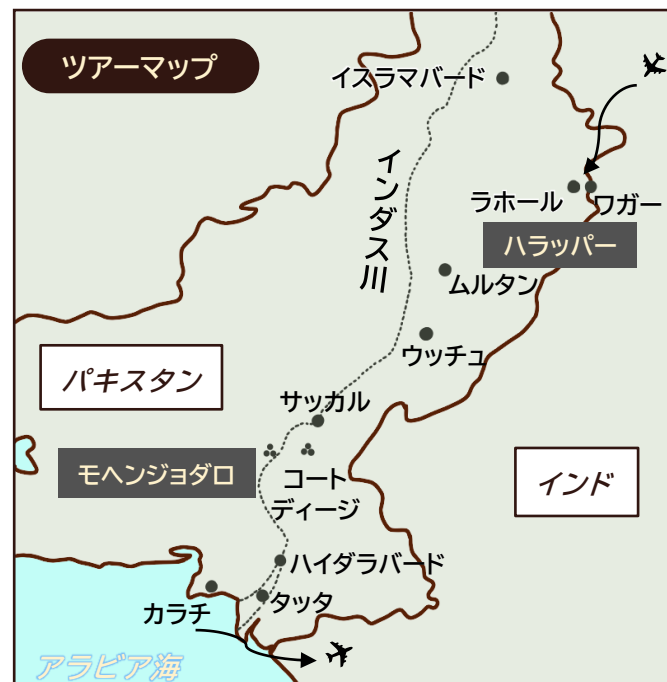 ツアーマップ
イスラマバード
インダス川
ラホール
ワガー
ハラッパー
ムルタン
ウッチュ
パキスタン
サッカル
モヘンジョダロ
コート
ディージ
インド
ハイダラバード
タッタ
カラチ
アラビア海